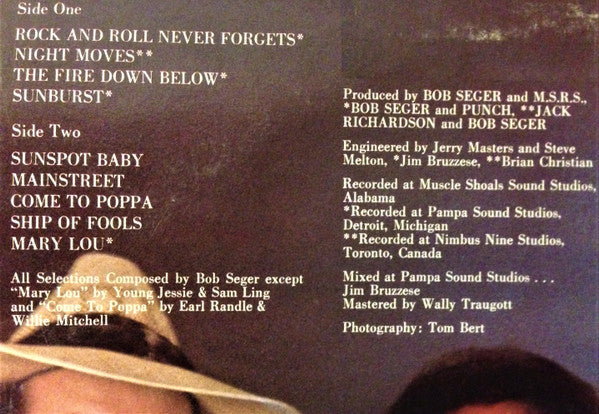 Side One
ROCK AND ROLL NEVER FORGETS*
NIGHT MOVES**
THE FIRE DOWN BELOW*
SUNBURST*
Side Two
SUNSPOT BABY
MAINSTREET
COME TO POPPA
SHIP OF FOOLS
MARY LOU*
All Selections Composed by Bob Seger except
"Mary Lou" by Young Jessie & Sam Ling
and "Come To Poppa" by Earl Randle &
Willie Mitchell
Produced by BOB SEGER and M.S.R.S.,
*BOB SEGER and PUNCH, **JACK
RICHARDSON and BOB SEGER
Engineered by Jerry Masters and Steve
Melton, *Jim Bruzzese, **Brian Christian
Recorded at Muscle Shoals Sound Studios,
Alabama
*Recorded at Pampa Sound Studios,
Detroit, Michigan
**Recorded at Nimbus Nine Studios,
Toronto, Canada
Mixed at Pampa Sound Studios . . .
Jim Bruzzese
Mastered by Wally Traugott
Photography: Tom Bert